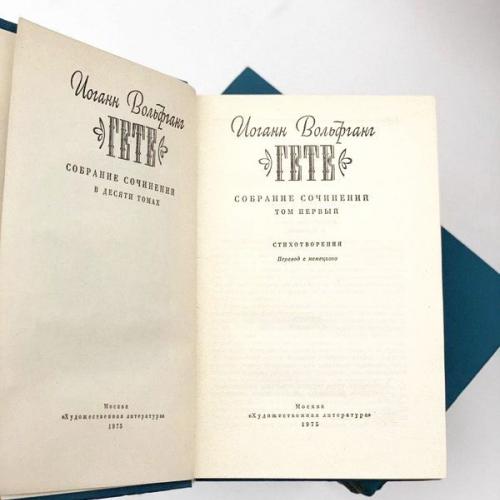 Иоганн Вольфганг
ГЕТЕ
СОБРАНИЕ СОЧИНЕНИЙ
В ДЕСЯТИ ТОМАХ
Москва
«Художественная литература»
1975
Иоганн Вольфганг
ГЕТЕ
СОБРАНИЕ СОЧИНЕНИЙ
ТОМ ПЕРВЫЙ
СТИХОТВОРЕНИЯ
Перевод с немецкого
Москва
«Художественная литература»
1975